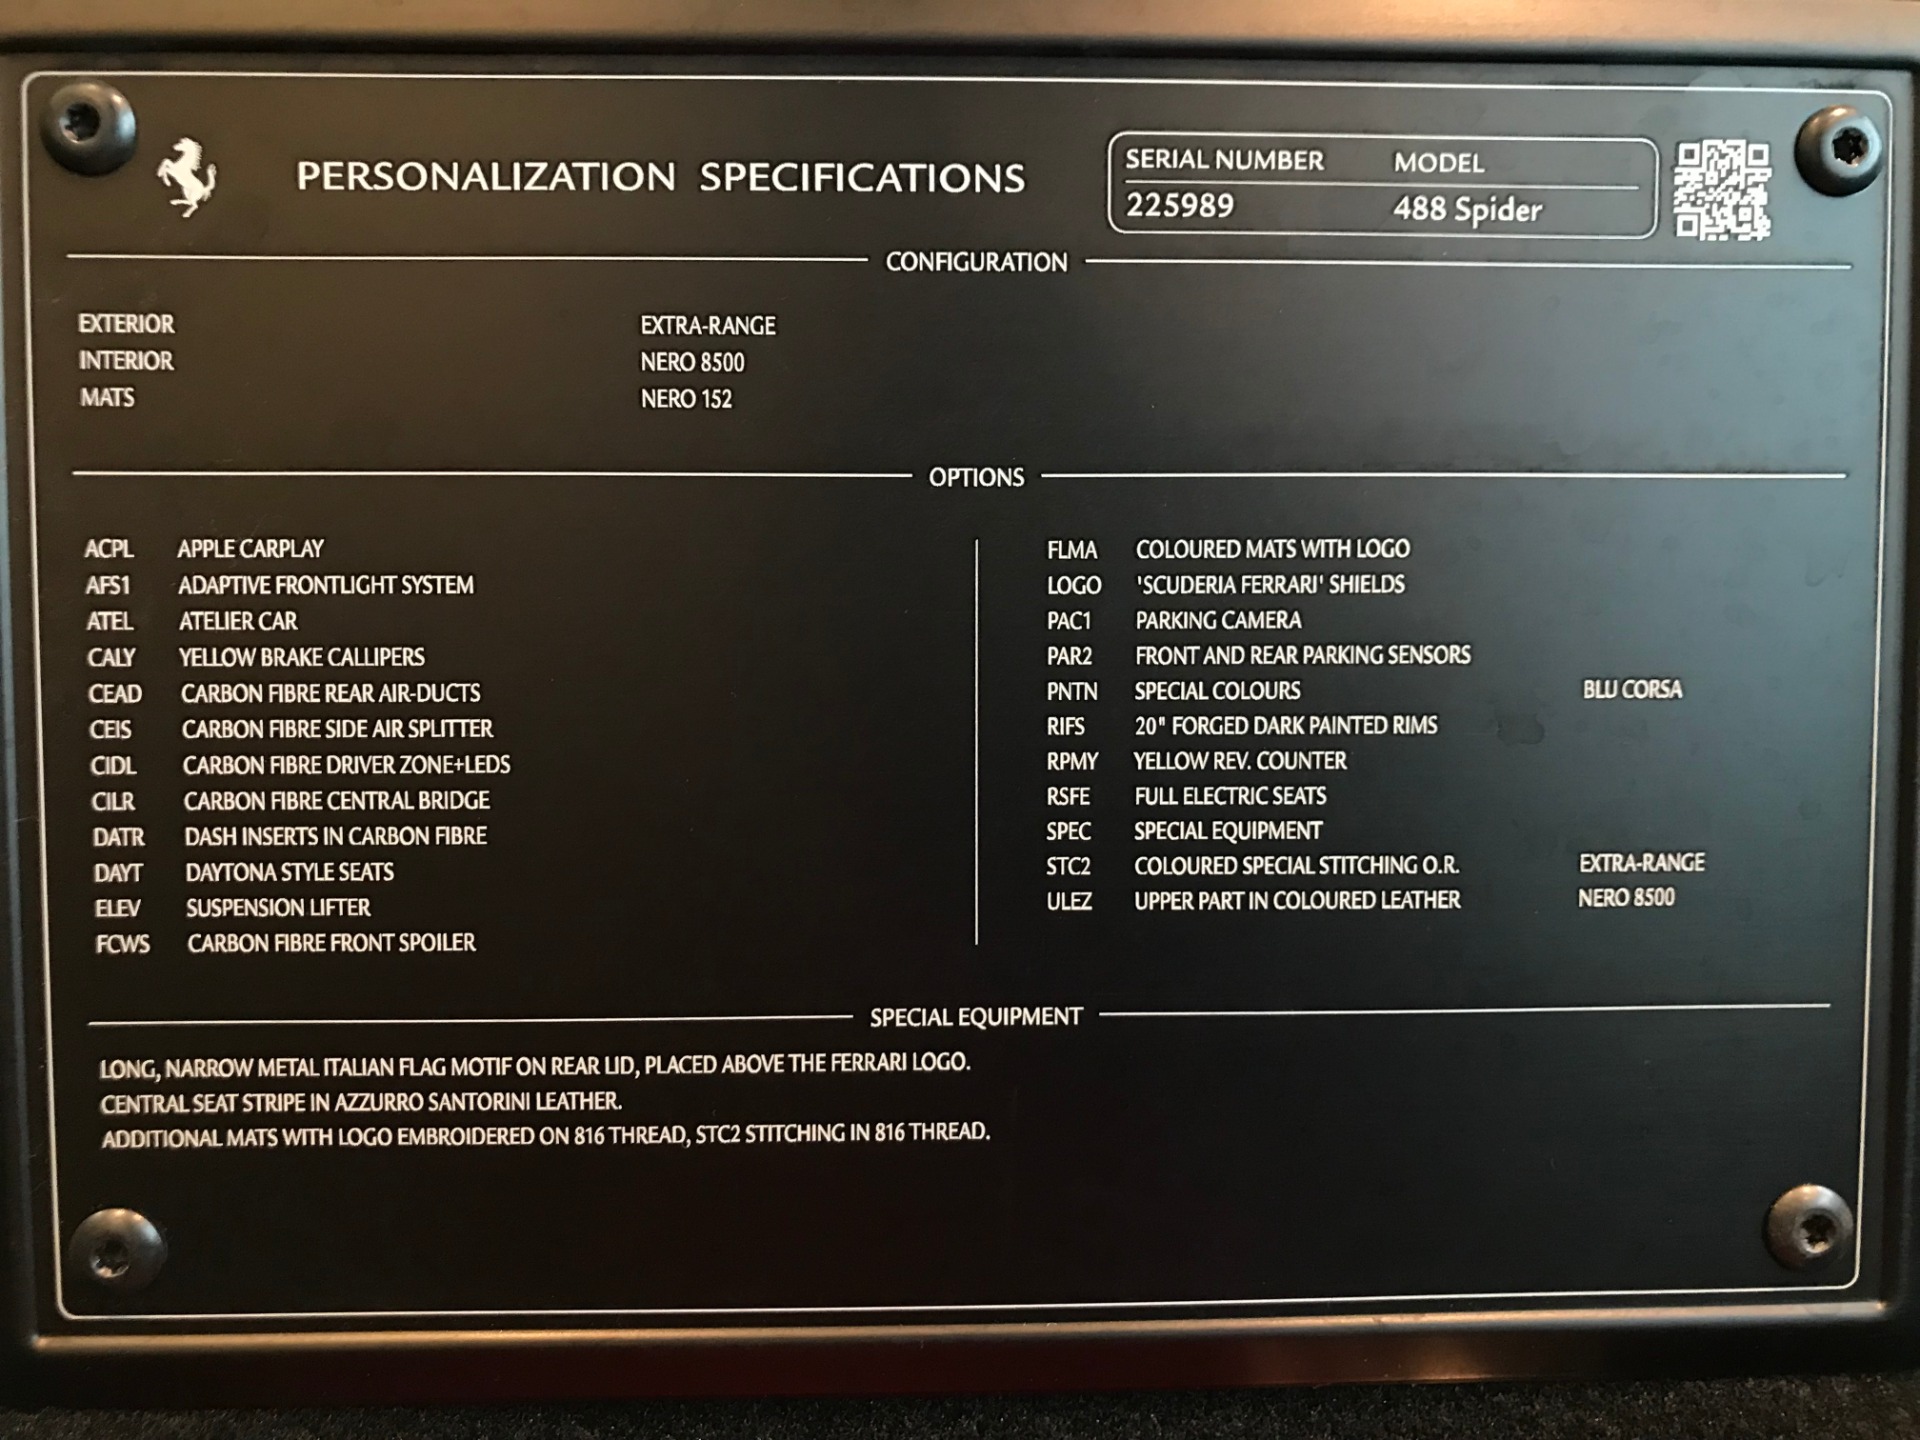 PERSONALIZATION SPECIFICATIONS
SERIAL NUMBER MODEL
225989 488 Spider
CONFIGURATION
EXTERIOR EXTRA-RANGE
INTERIOR NERO 8500
MATS NERO 152
OPTIONS
ACPL APPLE CARPLAY
AFS1 ADAPTIVE FRONTLIGHT SYSTEM
ATEL ATELIER CAR
CALY YELLOW BRAKE CALLIPERS
CEAD CARBON FIBRE REAR AIR-DUCTS
CEIS CARBON FIBRE SIDE AIR SPLITTER
CIDL CARBON FIBRE DRIVER ZONE+LEDS
CILR CARBON FIBRE CENTRAL BRIDGE
DATR DASH INSERTS IN CARBON FIBRE
DAYT DAYTONA STYLE SEATS
ELEV SUSPENSION LIFTER
FCWS CARBON FIBRE FRONT SPOILER
FLMA COLOURED MATS WITH LOGO
LOGO 'SCUDERIA FERRARI' SHIELDS
PAC1 PARKING CAMERA
PAR2 FRONT AND REAR PARKING SENSORS
PNTN SPECIAL COLOURS BLU CORSA
RIFS 20" FORGED DARK PAINTED RIMS
RPMY YELLOW REV. COUNTER
RSFE FULL ELECTRIC SEATS
SPEC SPECIAL EQUIPMENT
STC2 COLOURED SPECIAL STITCHING O.R. EXTRA-RANGE
ULEZ UPPER PART IN COLOURED LEATHER NERO 8500
SPECIAL EQUIPMENT
LONG, NARROW METAL ITALIAN FLAG MOTIF ON REAR LID, PLACED ABOVE THE FERRARI LOGO.
CENTRAL SEAT STRIPE IN AZZURRO SANTORINI LEATHER.
ADDITIONAL MATS WITH LOGO EMBROIDERED ON 816 THREAD, STC2 STITCHING IN 816 THREAD.